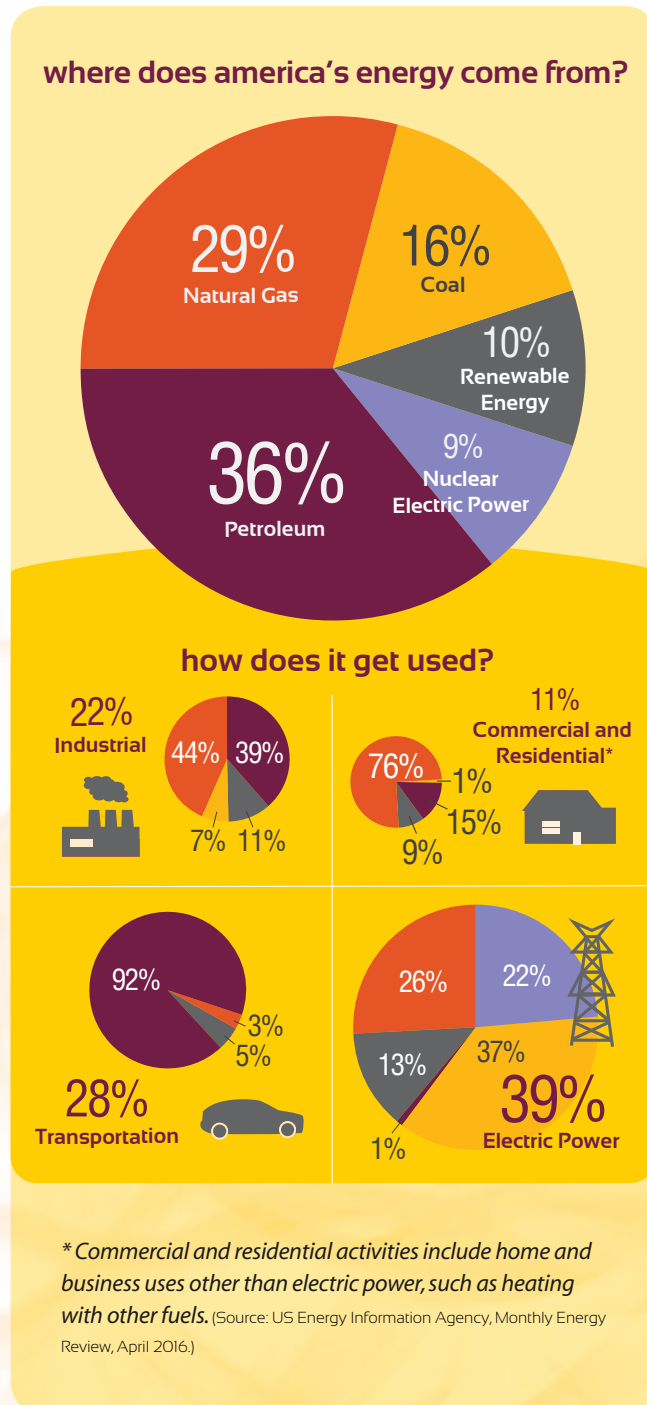 where does america's energy come from?
29%
Natural Gas
16%
Coal
10%
Renewable
Energy
9%
Nuclear
Electric Power
36%
Petroleum
how does it get used?
22%
Industrial
44%
39%
7%
11%
11%
Commercial and
Residential*
76%
1%
15%
9%
92%
3%
5%
28%
Transportation
26%
22%
13%
37%
1%
39%
Electric Power
* Commercial and residential activities include home and
business uses other than electric power, such as heating
with other fuels. (Source: US Energy Information Agency, Monthly Energy
Review, April 2016.)